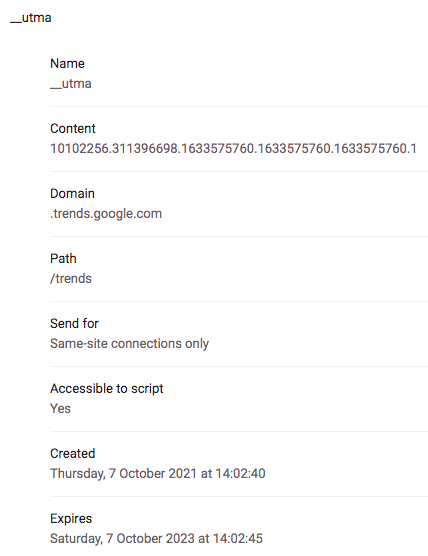 __utma
Name
__utma
Content
10102256.311396698.1633575760.1633575760.1633575760.1
Domain
.trends.google.com
Path
/trends
Send for
Same-site connections only
Accessible to script
Yes
Created
Thursday, 7 October 2021 at 14:02:40
Expires
Saturday, 7 October 2023 at 14:02:45